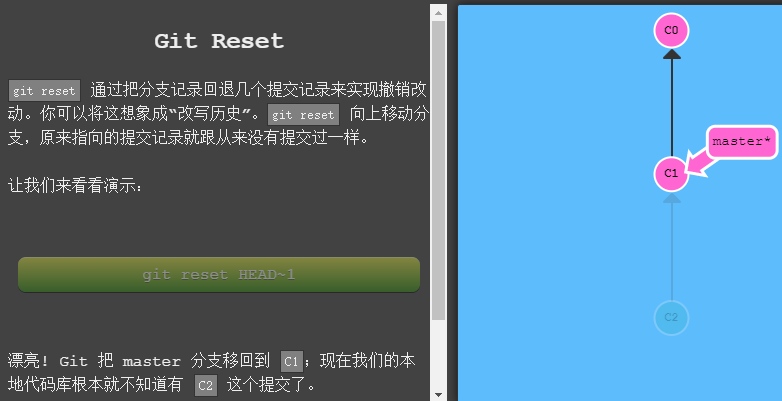 Git Reset
git reset 通过把分支记录回退几个提交记录来实现撤销改
动。你可以将这想象成“改写历史”。git reset 向上移动分
支，原来指向的提交记录就跟从来没有提交过一样。
让我们来看看演示：
git reset HEAD~1
漂亮! Git 把 master 分支移回到 C1；现在我们的本
地代码库根本就不知道有 C2 这个提交了。
C0
master*
C1
C2